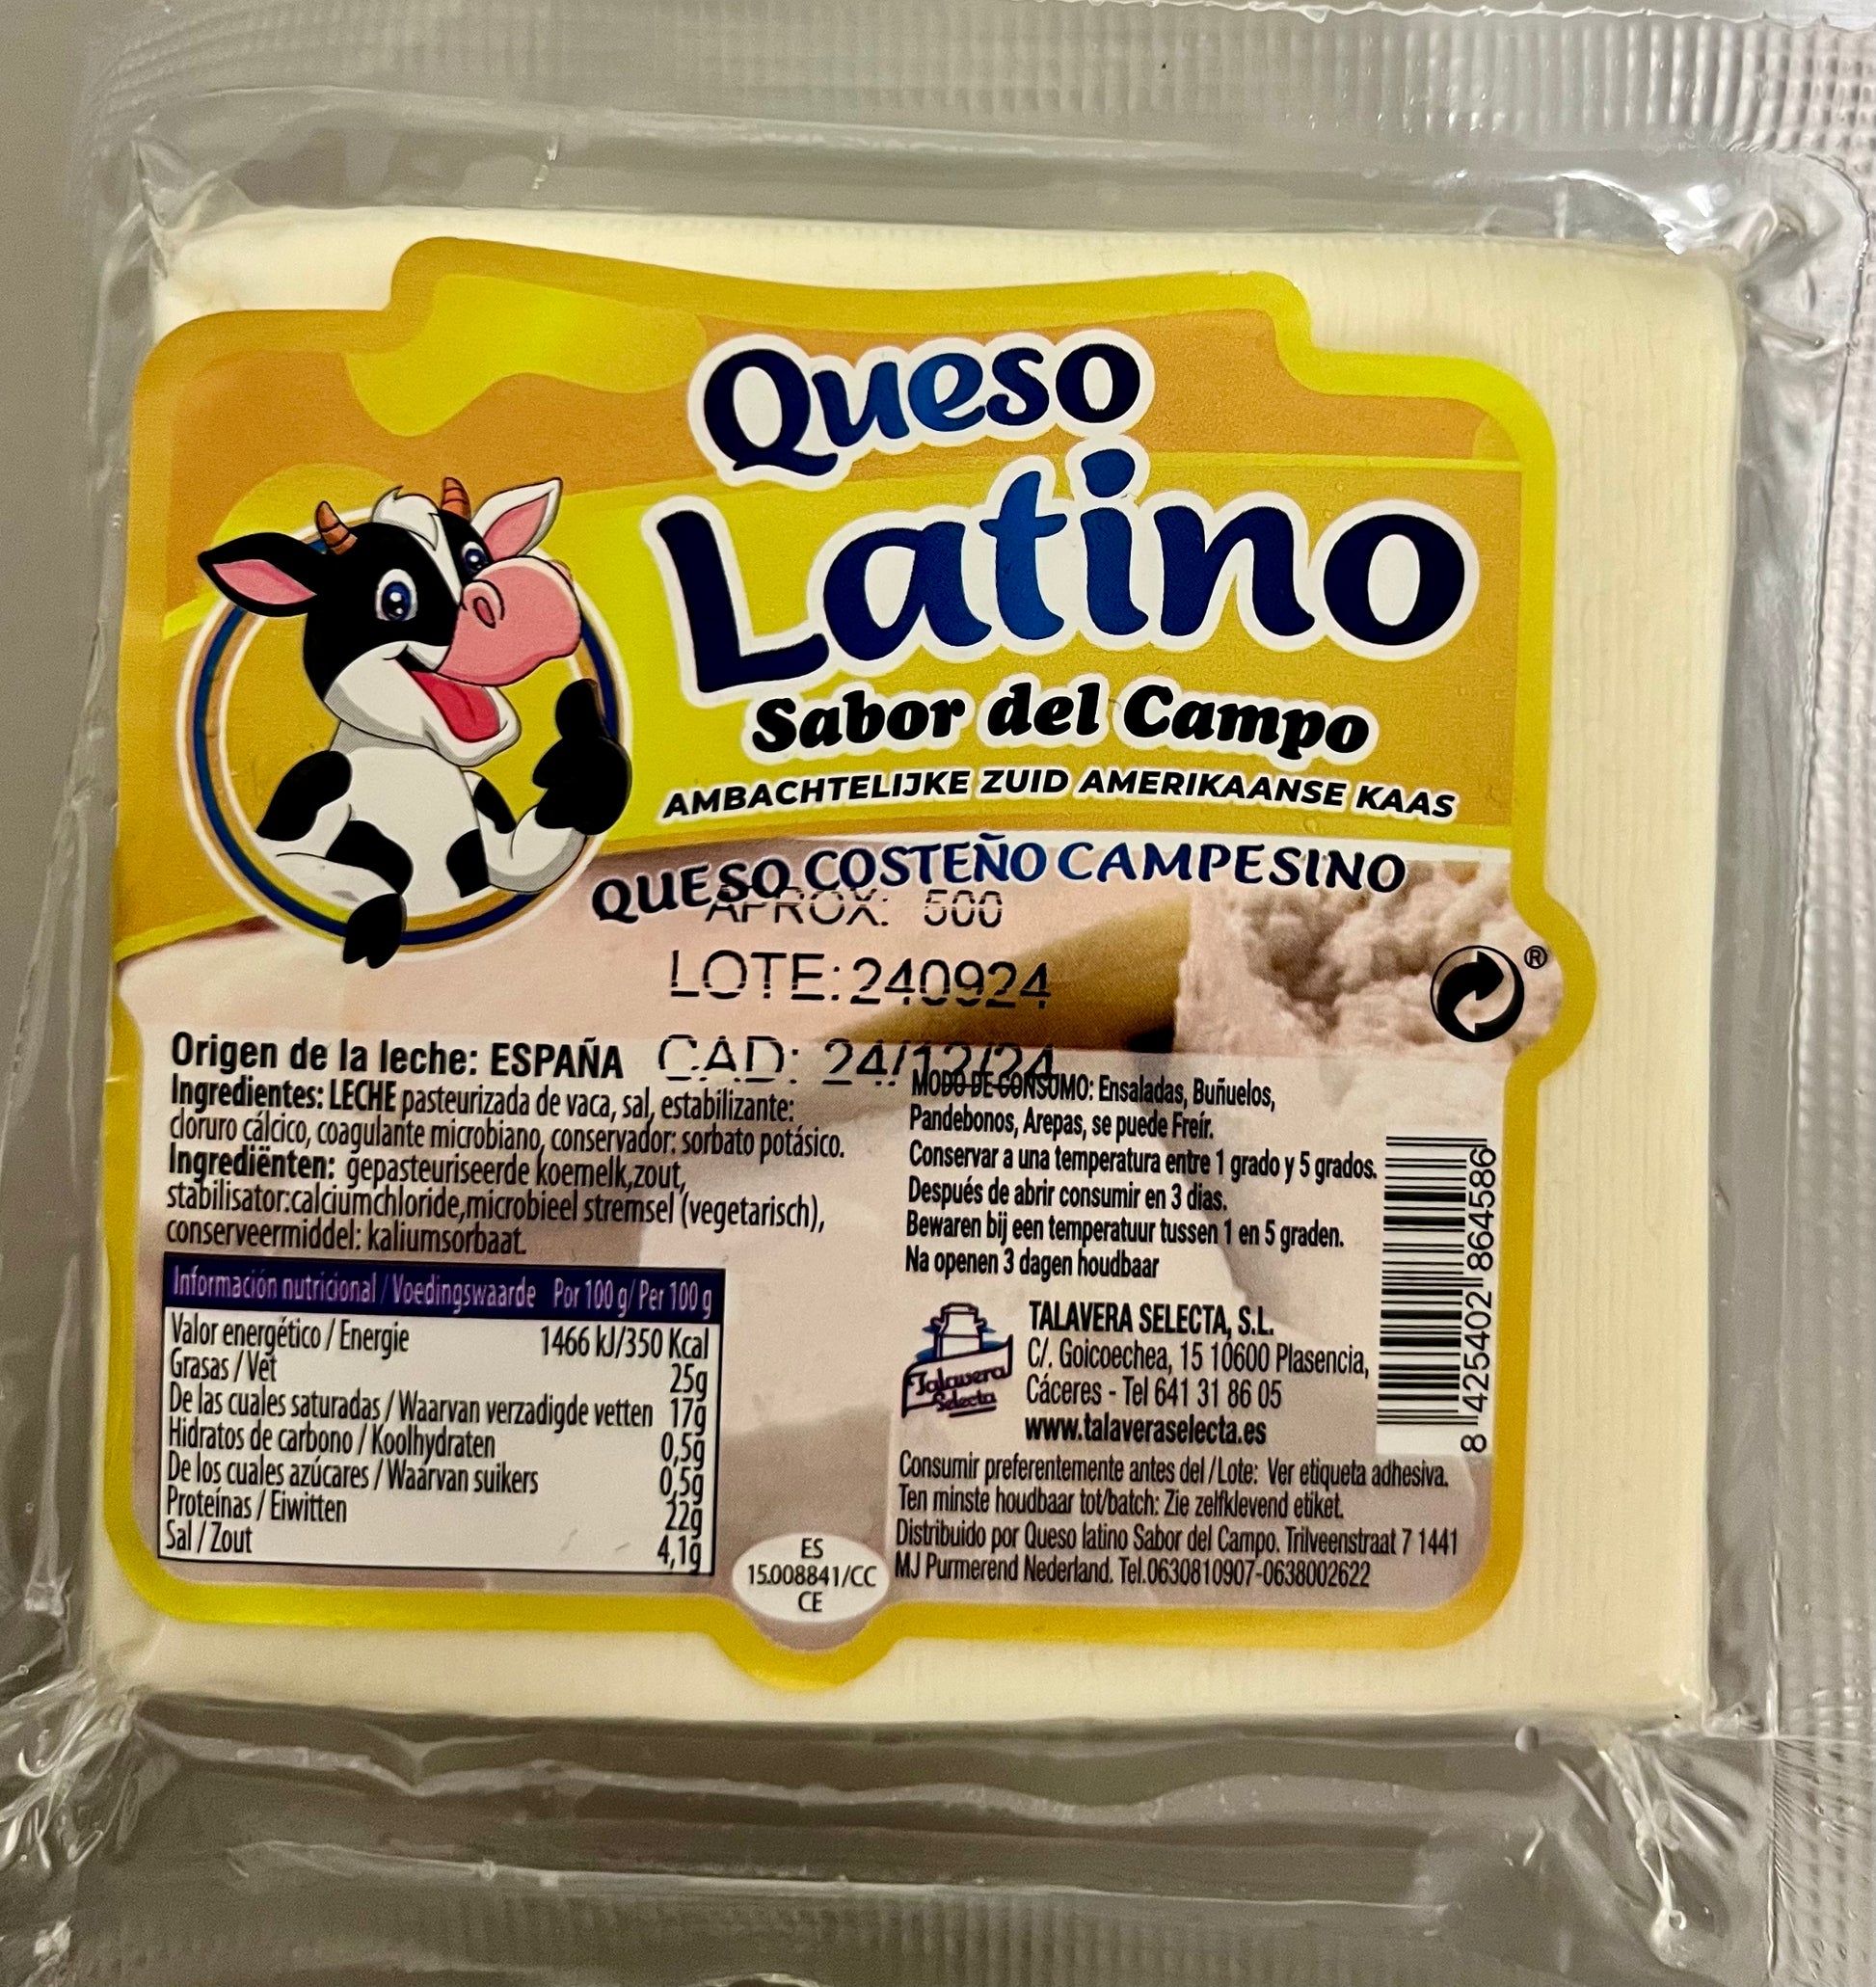 Queso
Latino
Sabor del Campo
AMBACHTELIJKE ZUID AMERIKAANSE KAAS
QUESO COSTEÑO CAMPESINO
APROX: 500
LOTE: 240924
®
CAD: 24/12/24
Origen de la leche: ESPAÑA
Ingredientes: LECHE pasteurizada de vaca, sal, estabilizante:
cloruro cálcico, coagulante microbiano, conservador: sorbato potásico.
Ingrediënten: gepasteuriseerde koemelk,zout,
stabilisator:calciumchloride,microbieel stremsel (vegetarisch),
conserveermiddel: kaliumsorbaat.
Información nutricional / Voedingswaarde Por 100 g/ Per 100 g
Valor energético / Energie 1466 kJ/350 Kcal
Grasas / Vet 25g
De las cuales saturadas / Waarvan verzadigde vetten 17g
Hidratos de carbono / Koolhydraten 0,5g
De los cuales azúcares / Waarvan suikers 0,5g
Proteínas / Eiwitten 22g
Sal / Zout 4,1g
ES
15.008841/CC
CE
MODO DE CONSUMO: Ensaladas, Buñuelos,
Pandebonos, Arepas, se puede Freír.
Conservar a una temperatura entre 1 grado y 5 grados.
Después de abrir consumir en 3 dias.
Bewaren bij een temperatuur tussen 1 en 5 graden.
Na openen 3 dagen houdbaar
Talavera
Selecta
TALAVERA SELECTA, S.L.
C/. Goicoechea, 15 10600 Plasencia,
Cáceres - Tel 641 31 86 05
www.talaveraselecta.es
Consumir preferentemente antes del /Lote: Ver etiqueta adhesiva.
Ten minste houdbaar tot/batch: Zie zelfklevend etiket.
Distribuido por Queso latino Sabor del Campo. Trilveenstraat 7 1441
MJ Purmerend Nederland. Tel.0630810907-0638002622
8 425402 864586